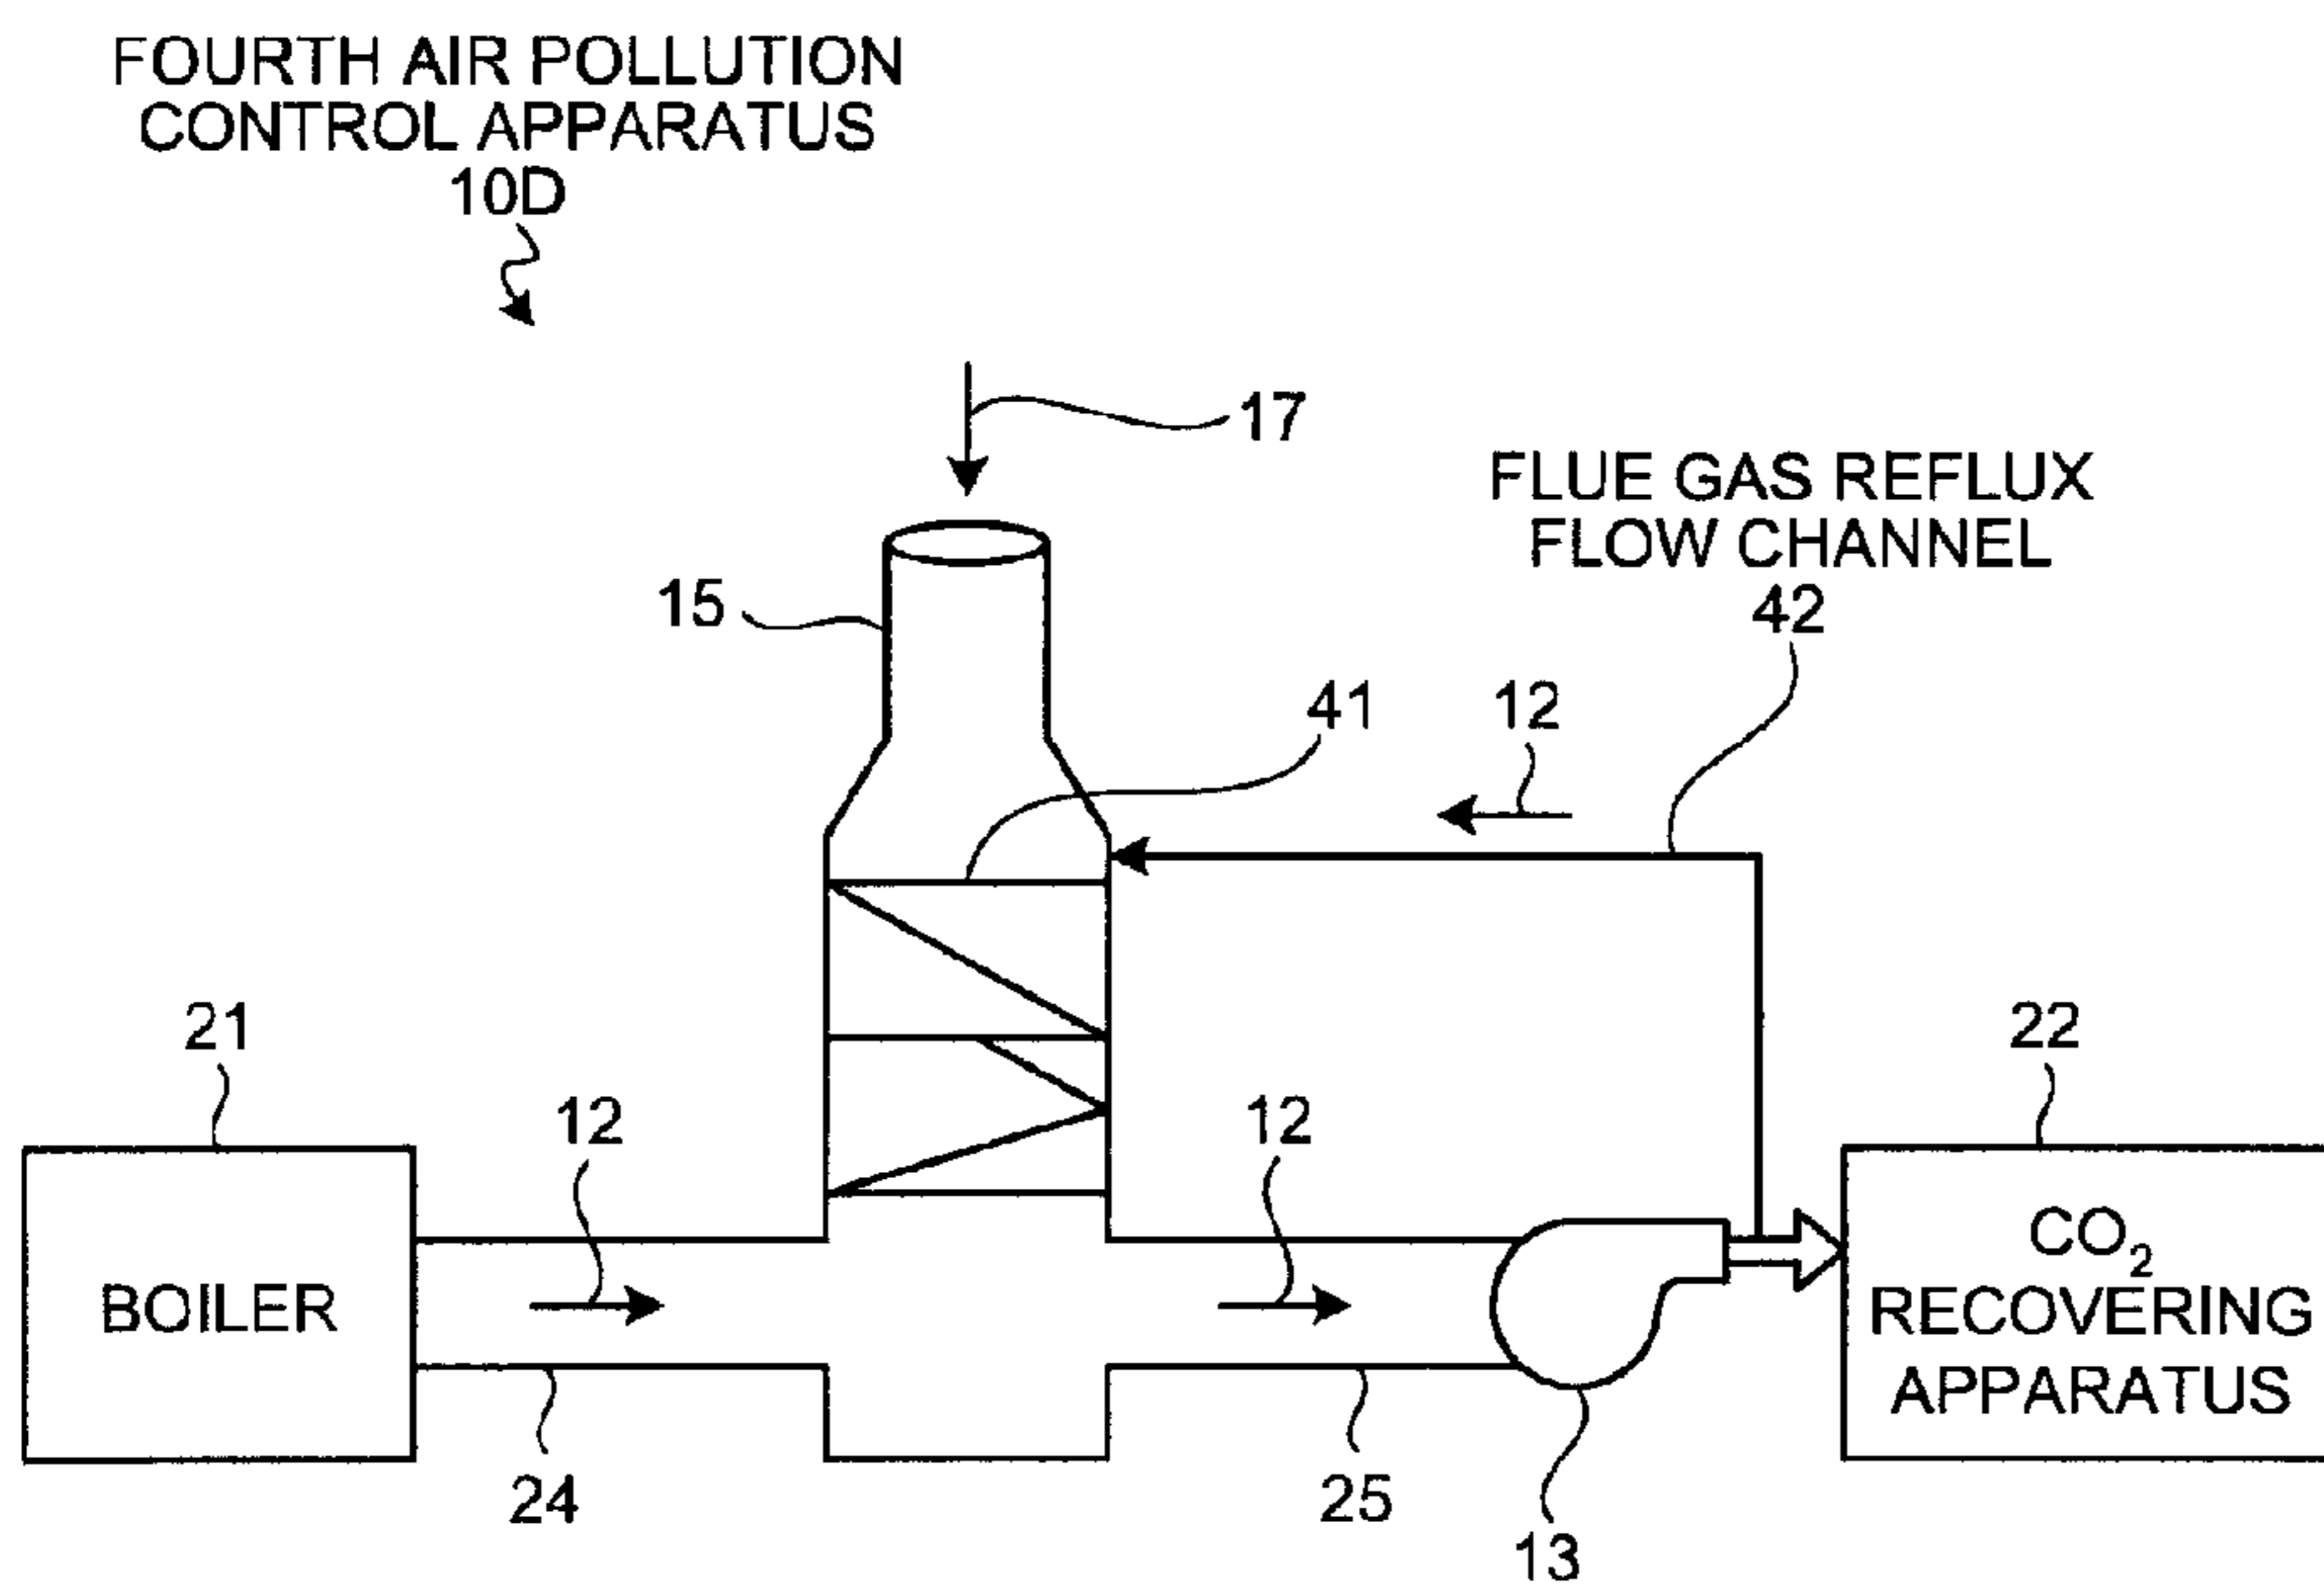 FOURTH AIR POLLUTION
CONTROL APPARATUS
10D
17
FLUE GAS REFLUX
FLOW CHANNEL
42
15
41
12
21
22
12
12
BOILER
CO₂
RECOVERING
APPARATUS
24
25
13